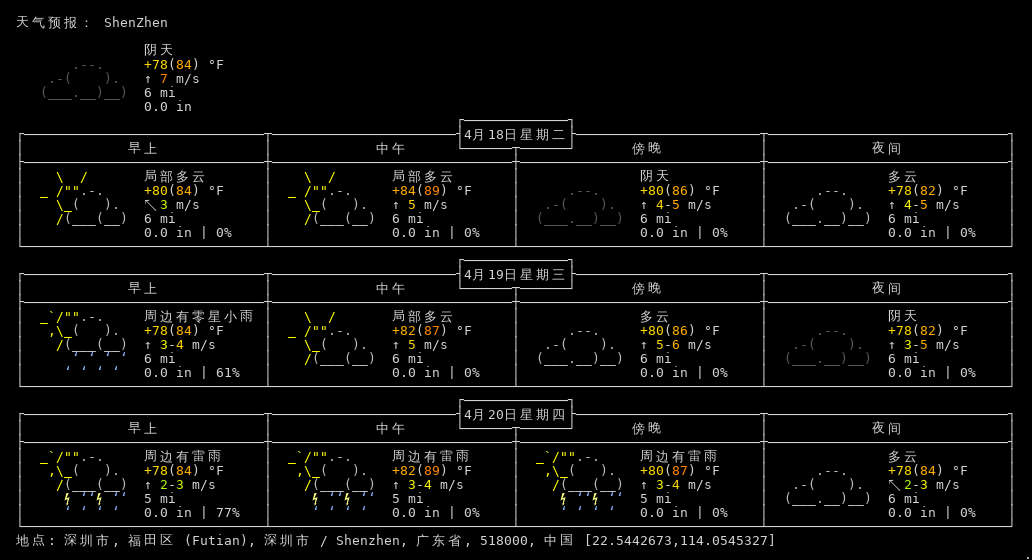 天气预报： ShenZhen
阴天
+78(84) °F
↑ 7 m/s
6 mi
0.0 in
4月18日星期二
早上 中午 傍晚 夜间
局部多云 局部多云 阴天 多云
+80(84) °F +84(89) °F +80(86) °F +78(82) °F
↖ 3 m/s ↑ 5 m/s ↑ 4-5 m/s ↑ 4-5 m/s
6 mi 6 mi 6 mi 6 mi
0.0 in | 0% 0.0 in | 0% 0.0 in | 0% 0.0 in | 0%
4月19日星期三
早上 中午 傍晚 夜间
周边有零星小雨 局部多云 多云 阴天
+78(84) °F +82(87) °F +80(86) °F +78(82) °F
↑ 3-4 m/s ↑ 5 m/s ↑ 5-6 m/s ↑ 3-5 m/s
6 mi 6 mi 6 mi 6 mi
0.0 in | 61% 0.0 in | 0% 0.0 in | 0% 0.0 in | 0%
4月20日星期四
早上 中午 傍晚 夜间
周边有雷雨 周边有雷雨 周边有雷雨 多云
+78(84) °F +82(89) °F +80(87) °F +78(84) °F
↑ 2-3 m/s ↑ 3-4 m/s ↑ 3-4 m/s ↖ 2-3 m/s
5 mi 5 mi 5 mi 6 mi
0.0 in | 77% 0.0 in | 0% 0.0 in | 0% 0.0 in | 0%
地点: 深圳市, 福田区 (Futian), 深圳市 / Shenzhen, 广东省, 518000, 中国 [22.5442673,114.0545327]